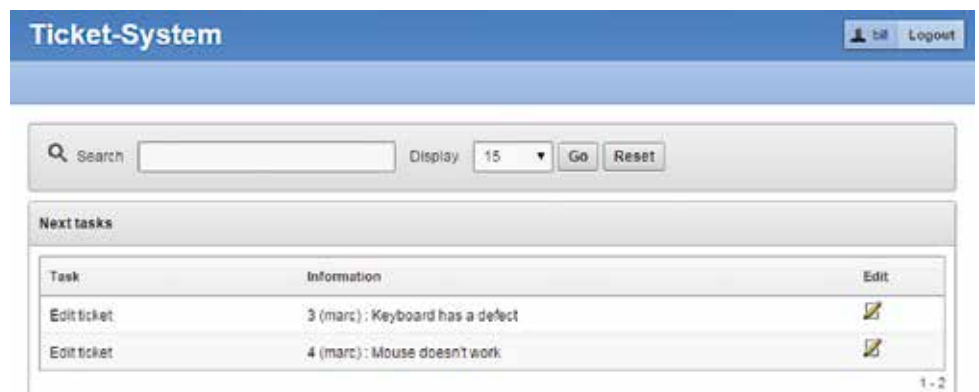 Ticket-System
bill Logout
Search Display 15 Go Reset
Next tasks
Task Information Edit
Edit ticket 3 (marc) : Keyboard has a defect
Edit ticket 4 (marc) : Mouse doesn't work
1 - 2